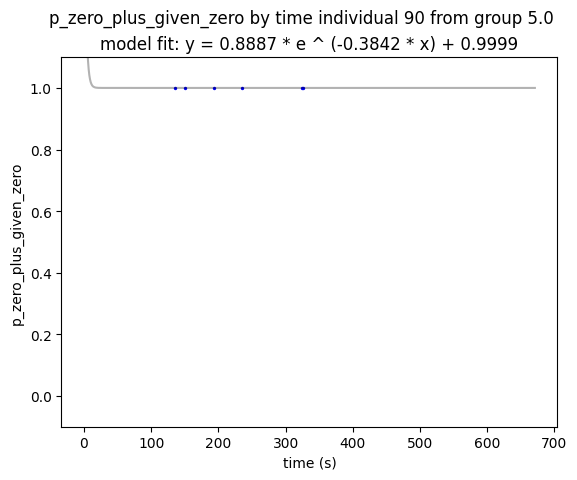 p_zero_plus_given_zero by time individual 90 from group 5.0
model fit: y = 0.8887 * e ^ (-0.3842 * x) + 0.9999
p_zero_plus_given_zero
1.0
0.8
0.6
0.4
0.2
0.0
0 100 200 300 400 500 600 700
time (s)